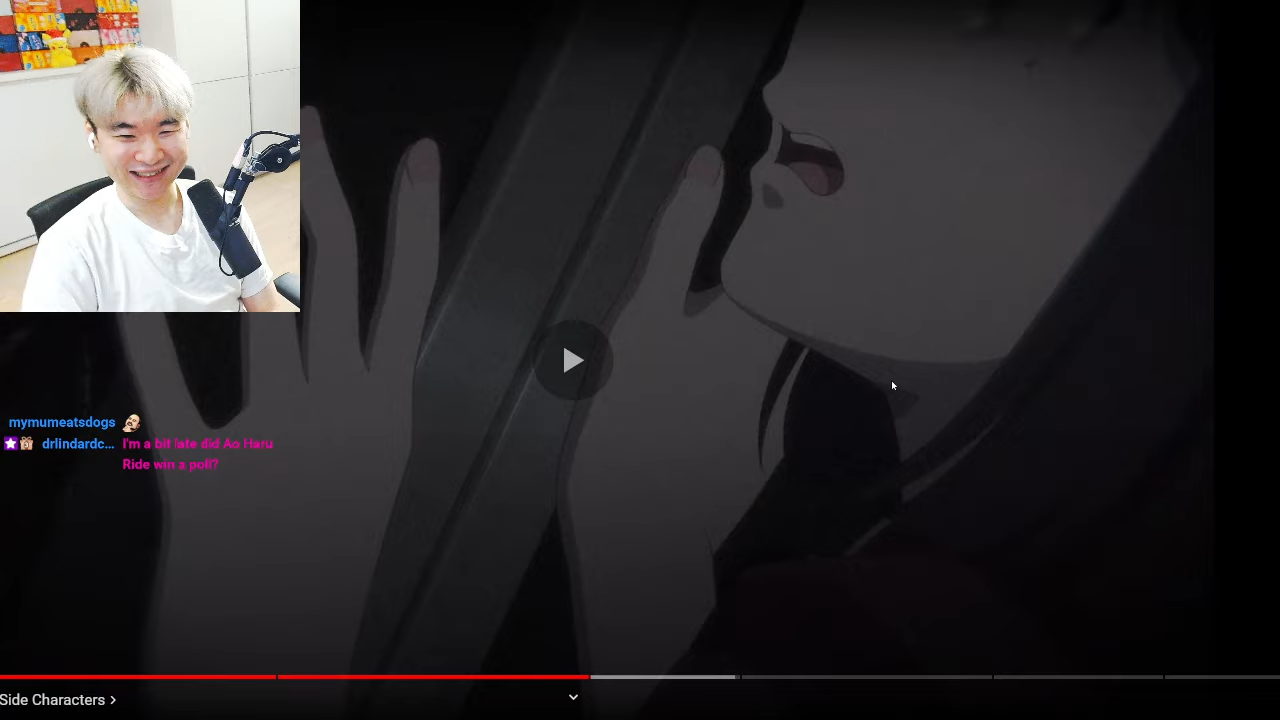 mymumeatsdogs
drlindardc... I'm a bit late did Ao Haru
Ride win a poll?
Side Characters >